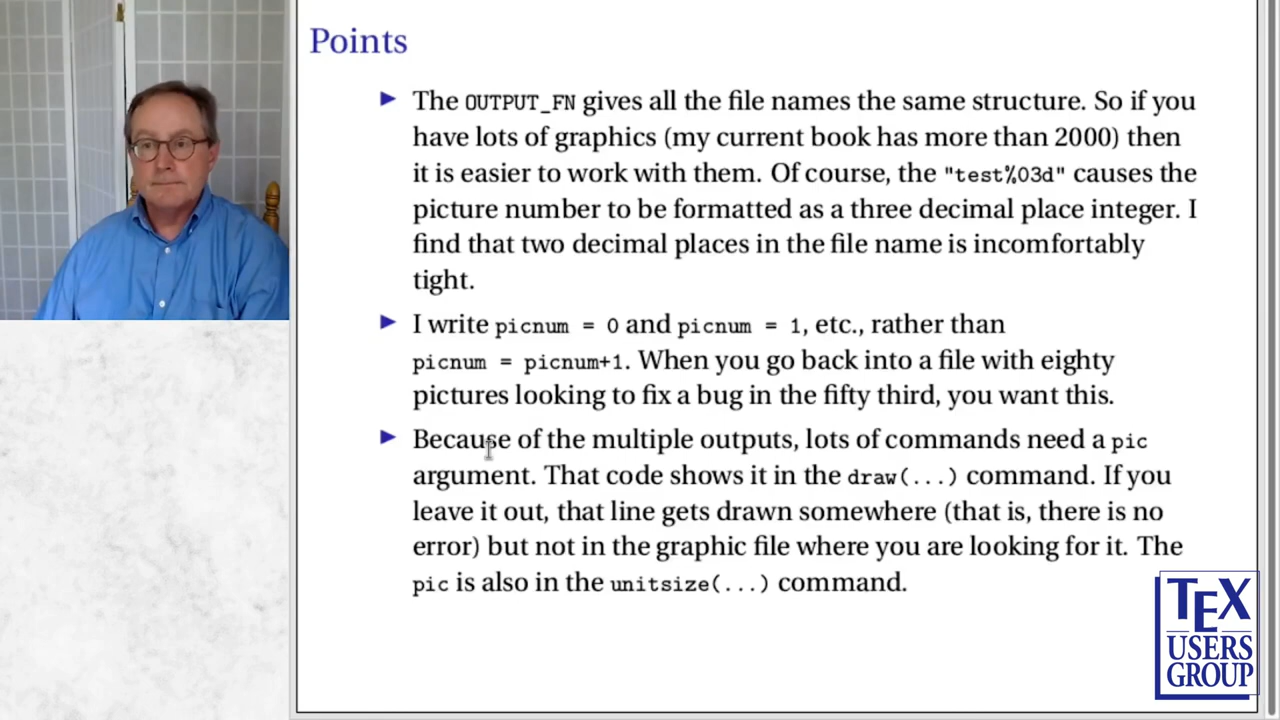 Points
▶ The OUTPUT_FN gives all the file names the same structure. So if you
have lots of graphics (my current book has more than 2000) then
it is easier to work with them. Of course, the "test%03d" causes the
picture number to be formatted as a three decimal place integer. I
find that two decimal places in the file name is incomfortably
tight.
▶ I write picnum = 0 and picnum = 1, etc., rather than
picnum = picnum+1. When you go back into a file with eighty
pictures looking to fix a bug in the fifty third, you want this.
▶ Because of the multiple outputs, lots of commands need a pic
argument. That code shows it in the draw(...) command. If you
leave it out, that line gets drawn somewhere (that is, there is no
error) but not in the graphic file where you are looking for it. The
pic is also in the unitsize(...) command.
TEX
USERS
GROUP